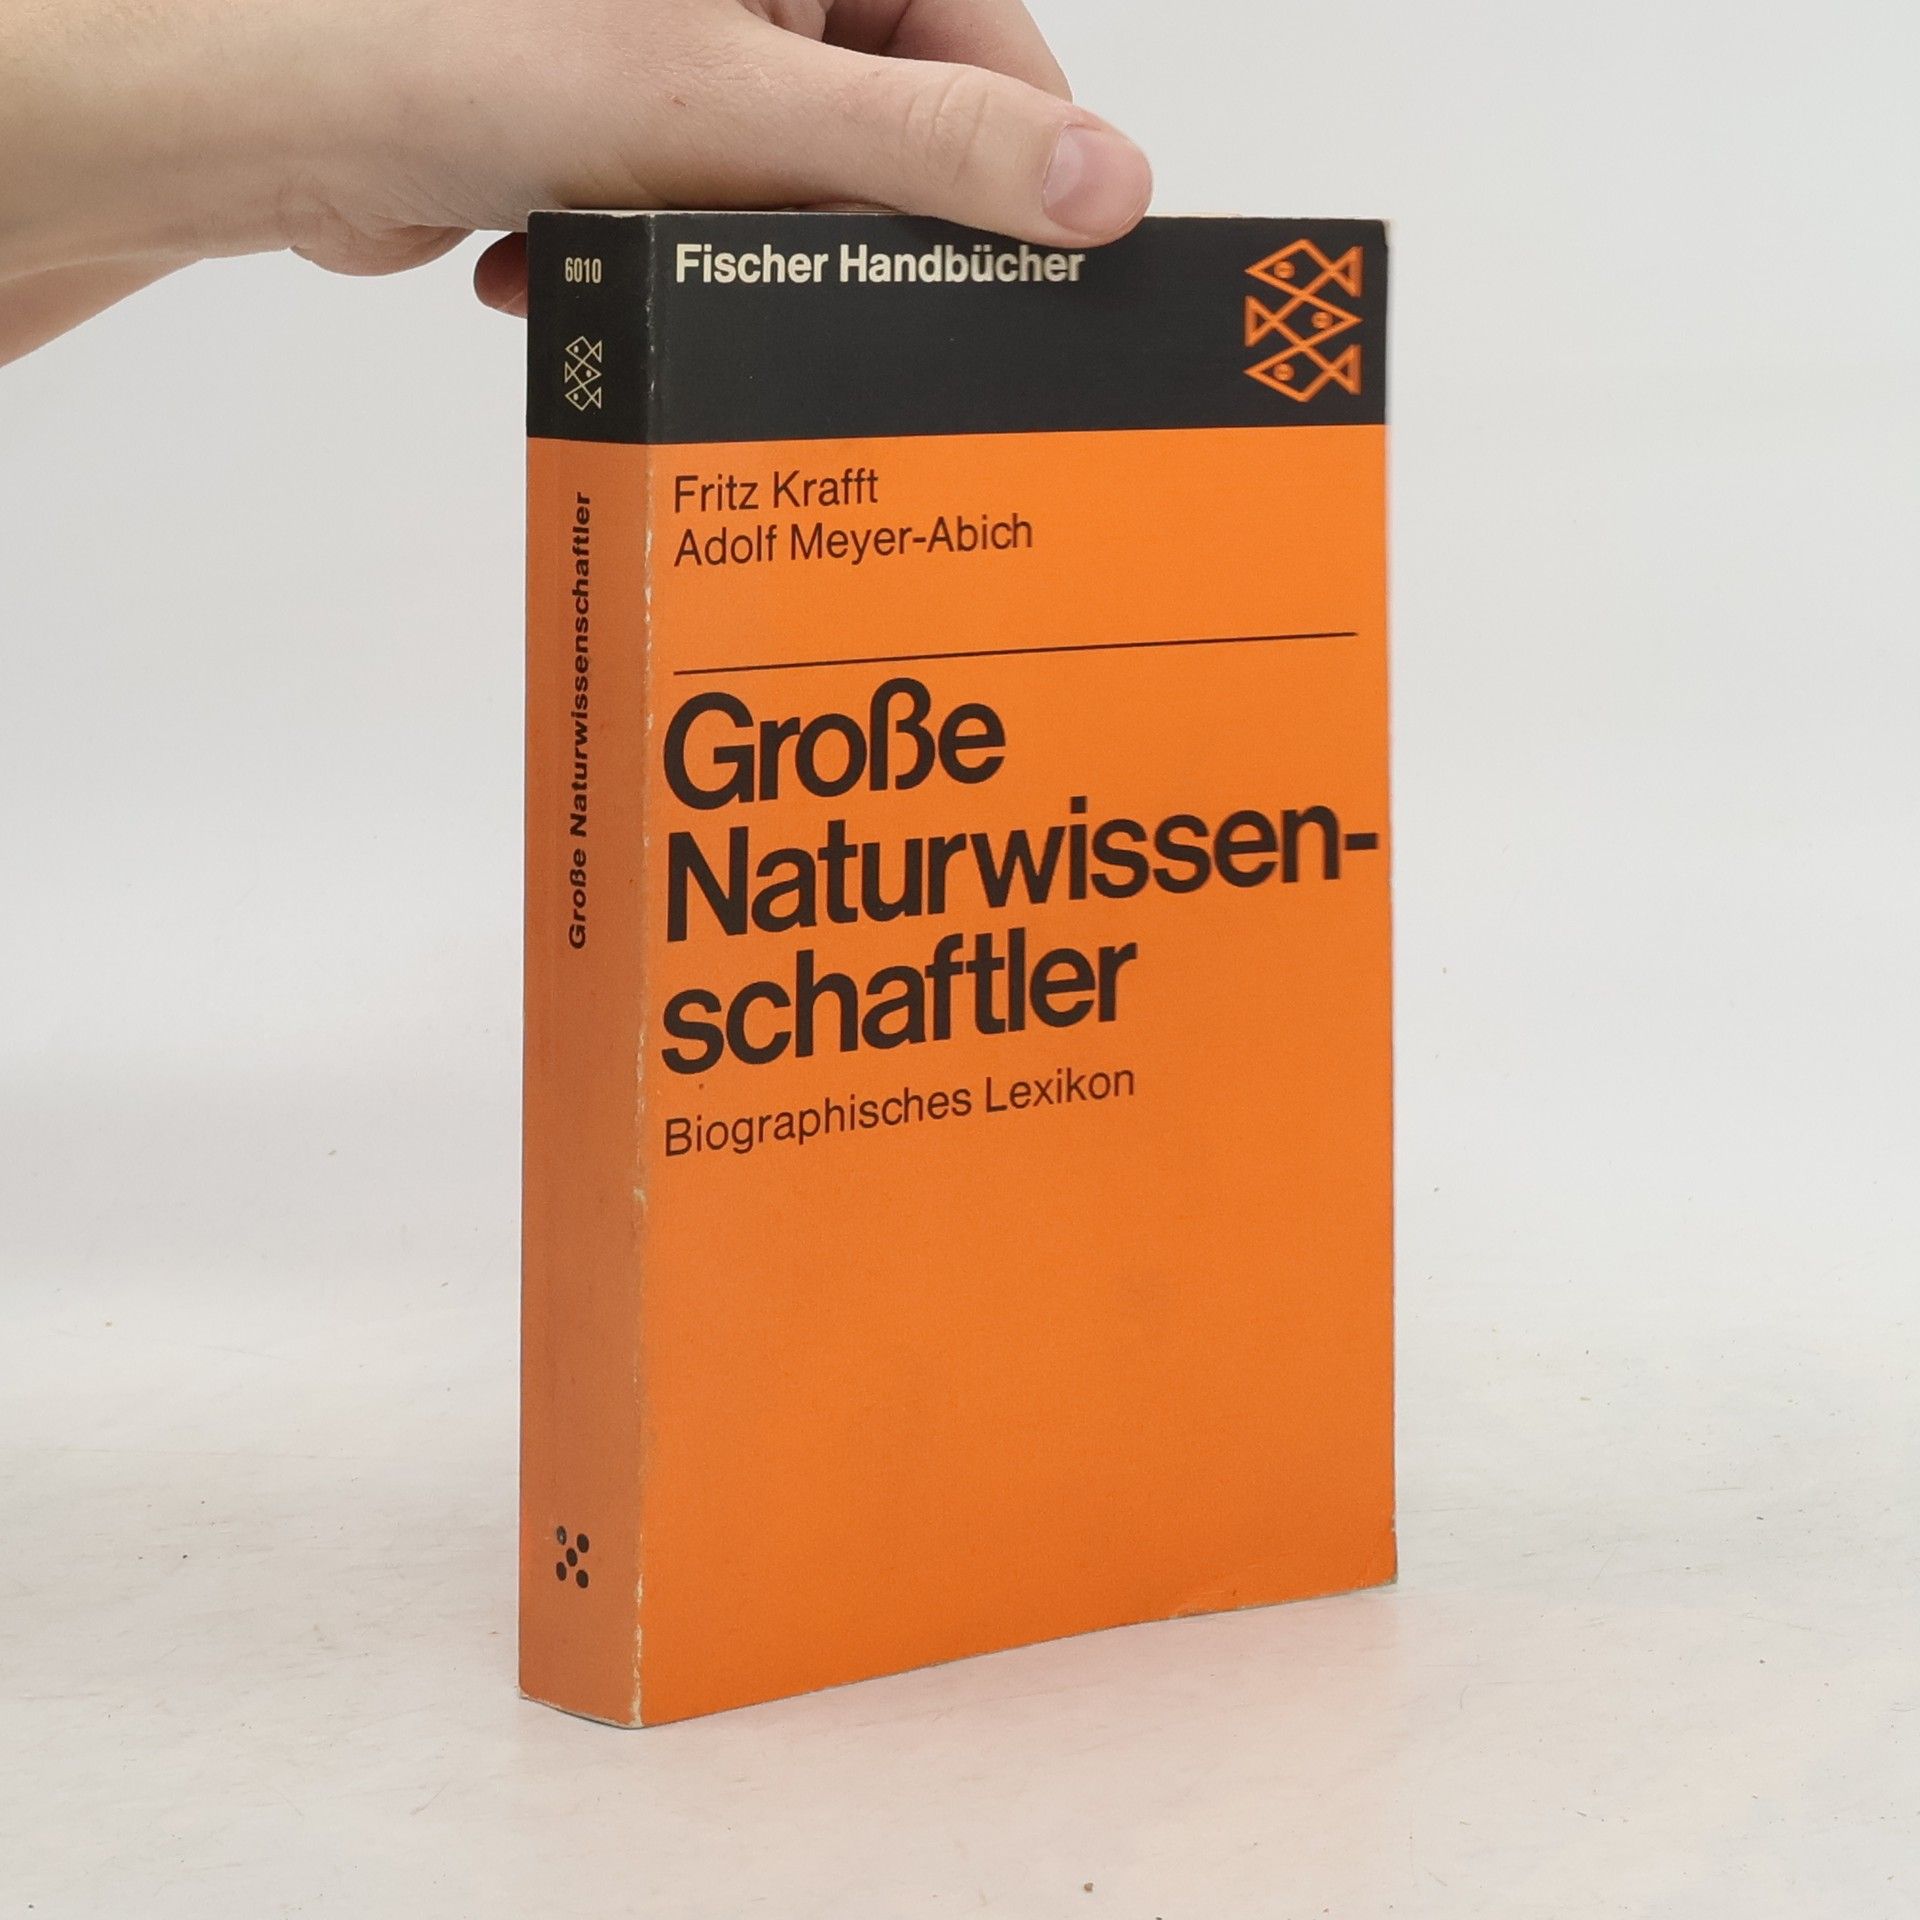 6010
Große Naturwissenschaftler
Fischer Handbücher
Fritz Krafft
Adolf Meyer-Abich
Große
Naturwissen-
schaftler
Biographisches Lexikon